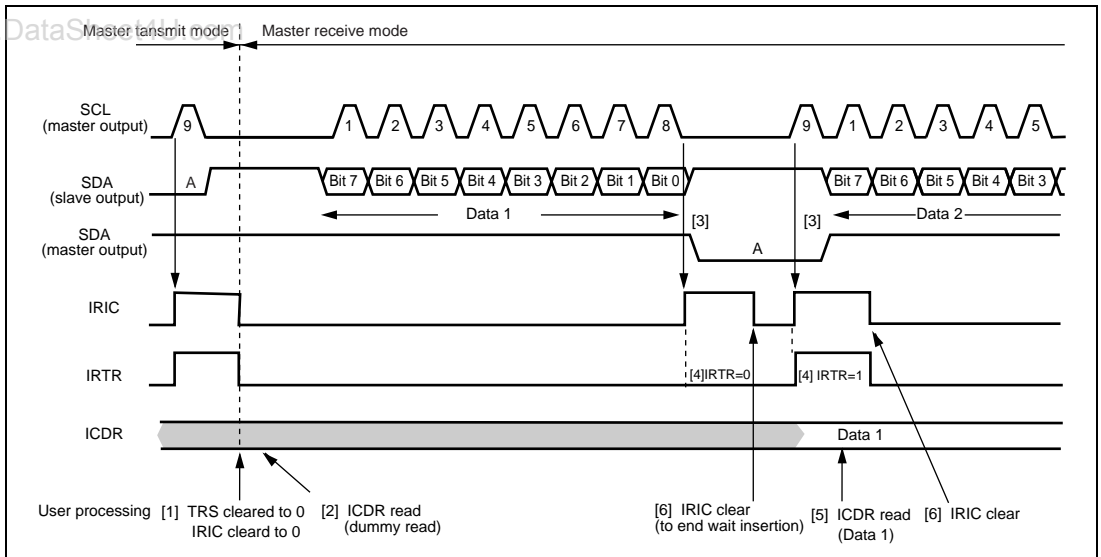 DataSheet4U.com
Master tansmit mode Master receive mode
SCL
(master output)
9 1 2 3 4 5 6 7 8 9 1 2 3 4 5
SDA
(slave output)
A Bit 7 Bit 6 Bit 5 Bit 4 Bit 3 Bit 2 Bit 1 Bit 0 Bit 7 Bit 6 Bit 5 Bit 4 Bit 3
Data 1 [3] [3] Data 2
SDA
(master output)
A
IRIC
IRTR
[4]IRTR=0 [4] IRTR=1
ICDR
Data 1
User processing [1] TRS cleared to 0
IRIC cleard to 0
[2] ICDR read
(dummy read)
[6] IRIC clear
(to end wait insertion)
[5] ICDR read
(Data 1)
[6] IRIC clear